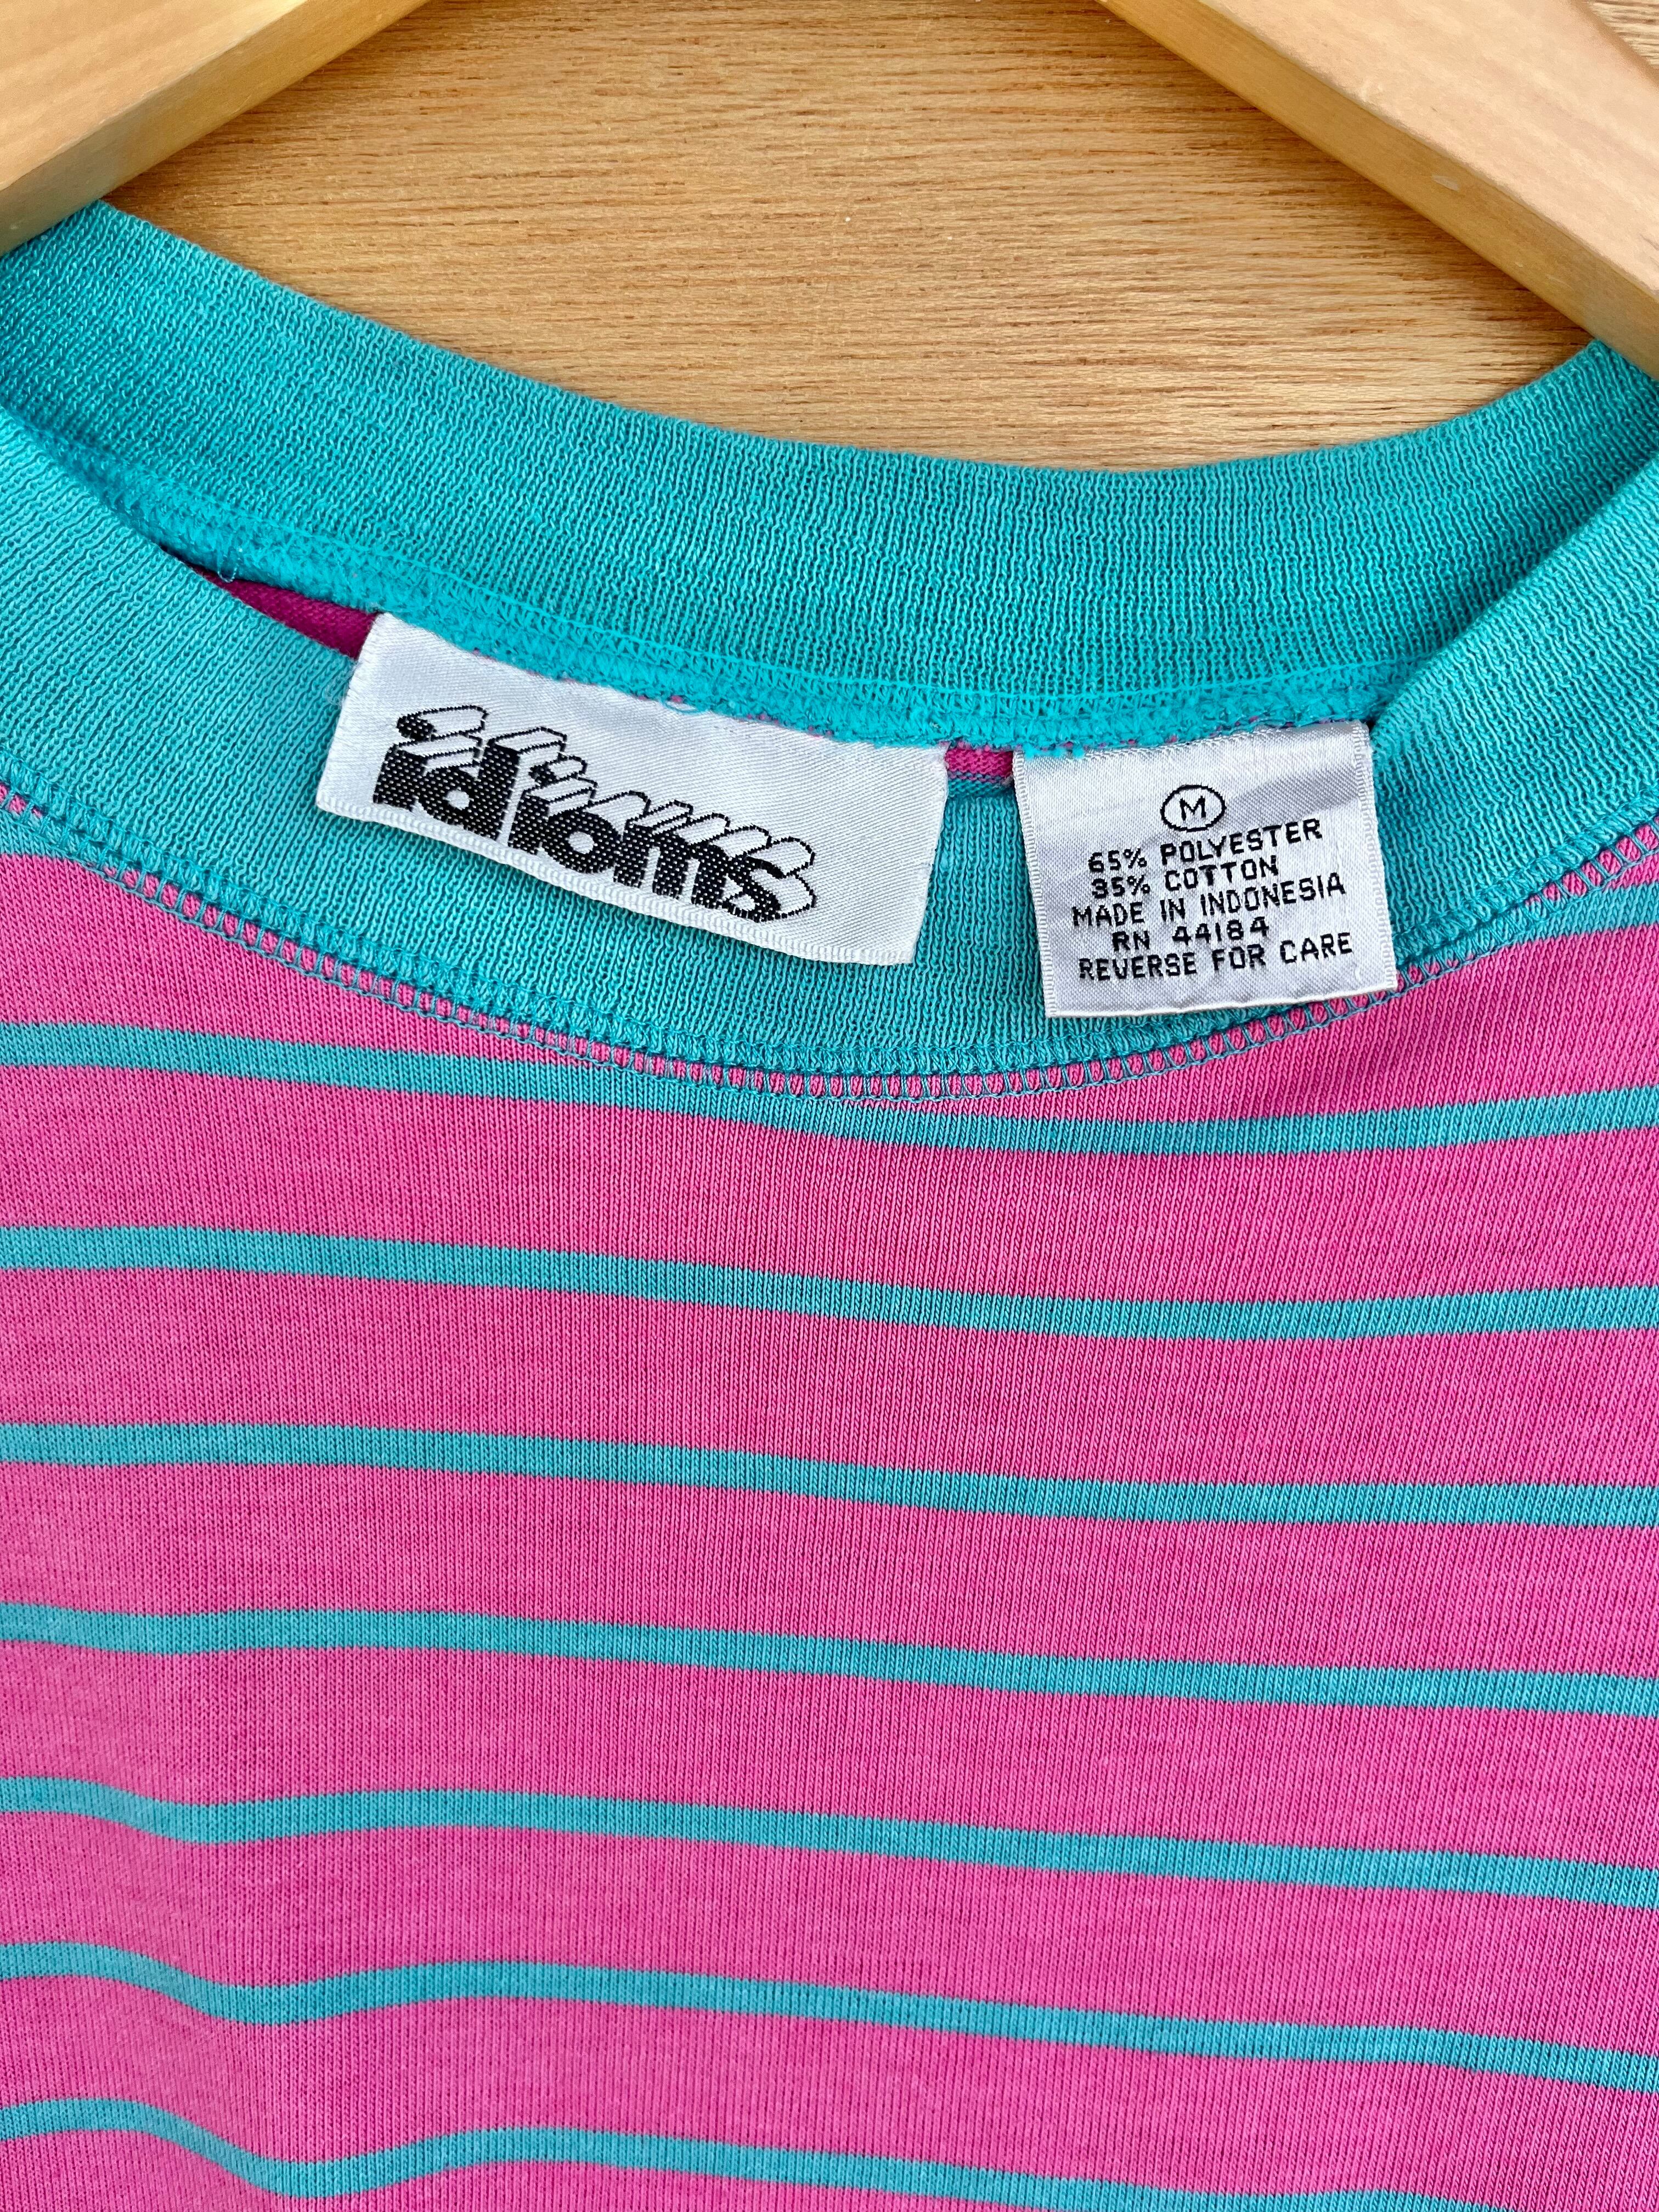 idioms
M
65% POLYESTER
35% COTTON
MADE IN INDONESIA
RN 44184
REVERSE FOR CARE